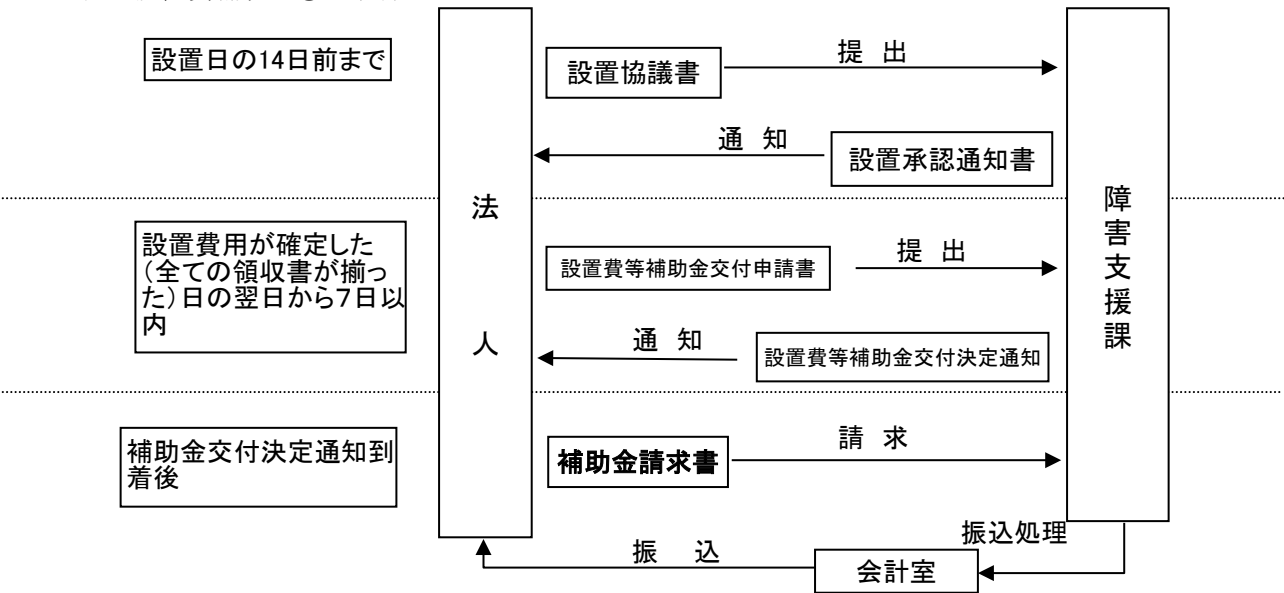 設置日の14日前まで
設置協議書
提 出
通 知
設置承認通知書
法人
障害支援課
設置費用が確定した
(全ての領収書が揃っ
た)日の翌日から7日以
内
設置費等補助金交付申請書
提 出
通 知
設置費等補助金交付決定通知
補助金交付決定通知到
着後
補助金請求書
請 求
振込処理
振 込
会計室